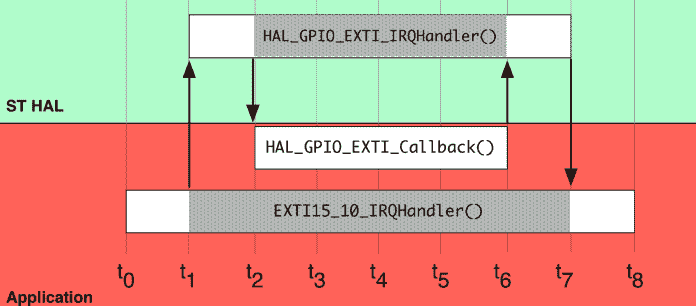 HAL_GPIO_EXTI_IRQHandler()
ST HAL
HAL_GPIO_EXTI_Callback()
EXTI15_10_IRQHandler()
t0 t1 t2 t3 t4 t5 t6 t7 t8
Application